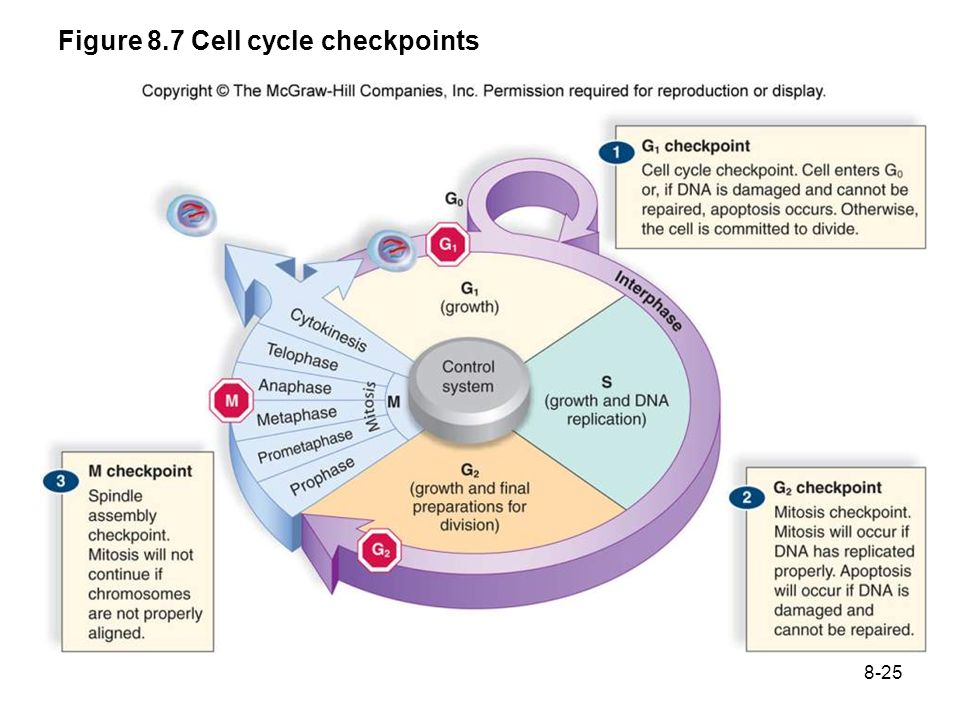 Figure 8.7 Cell cycle checkpoints
Copyright © The McGraw-Hill Companies, Inc. Permission required for reproduction or display.
1
G₁ checkpoint
Cell cycle checkpoint. Cell enters G₀
or, if DNA is damaged and cannot be
repaired, apoptosis occurs. Otherwise,
the cell is committed to divide.
G₀
G₁
Interphase
G₁
(growth)
Cytokinesis
Telophase
Anaphase
Metaphase
Prometaphase
Prophase
Mitosis
M
M
Control
system
S
(growth and DNA
replication)
G₂
(growth and final
preparations for
division)
G₂
3
M checkpoint
Spindle
assembly
checkpoint.
Mitosis will not
continue if
chromosomes
are not properly
aligned.
2
G₂ checkpoint
Mitosis checkpoint.
Mitosis will occur if
DNA has replicated
properly. Apoptosis
will occur if DNA is
damaged and
cannot be repaired.
8-25